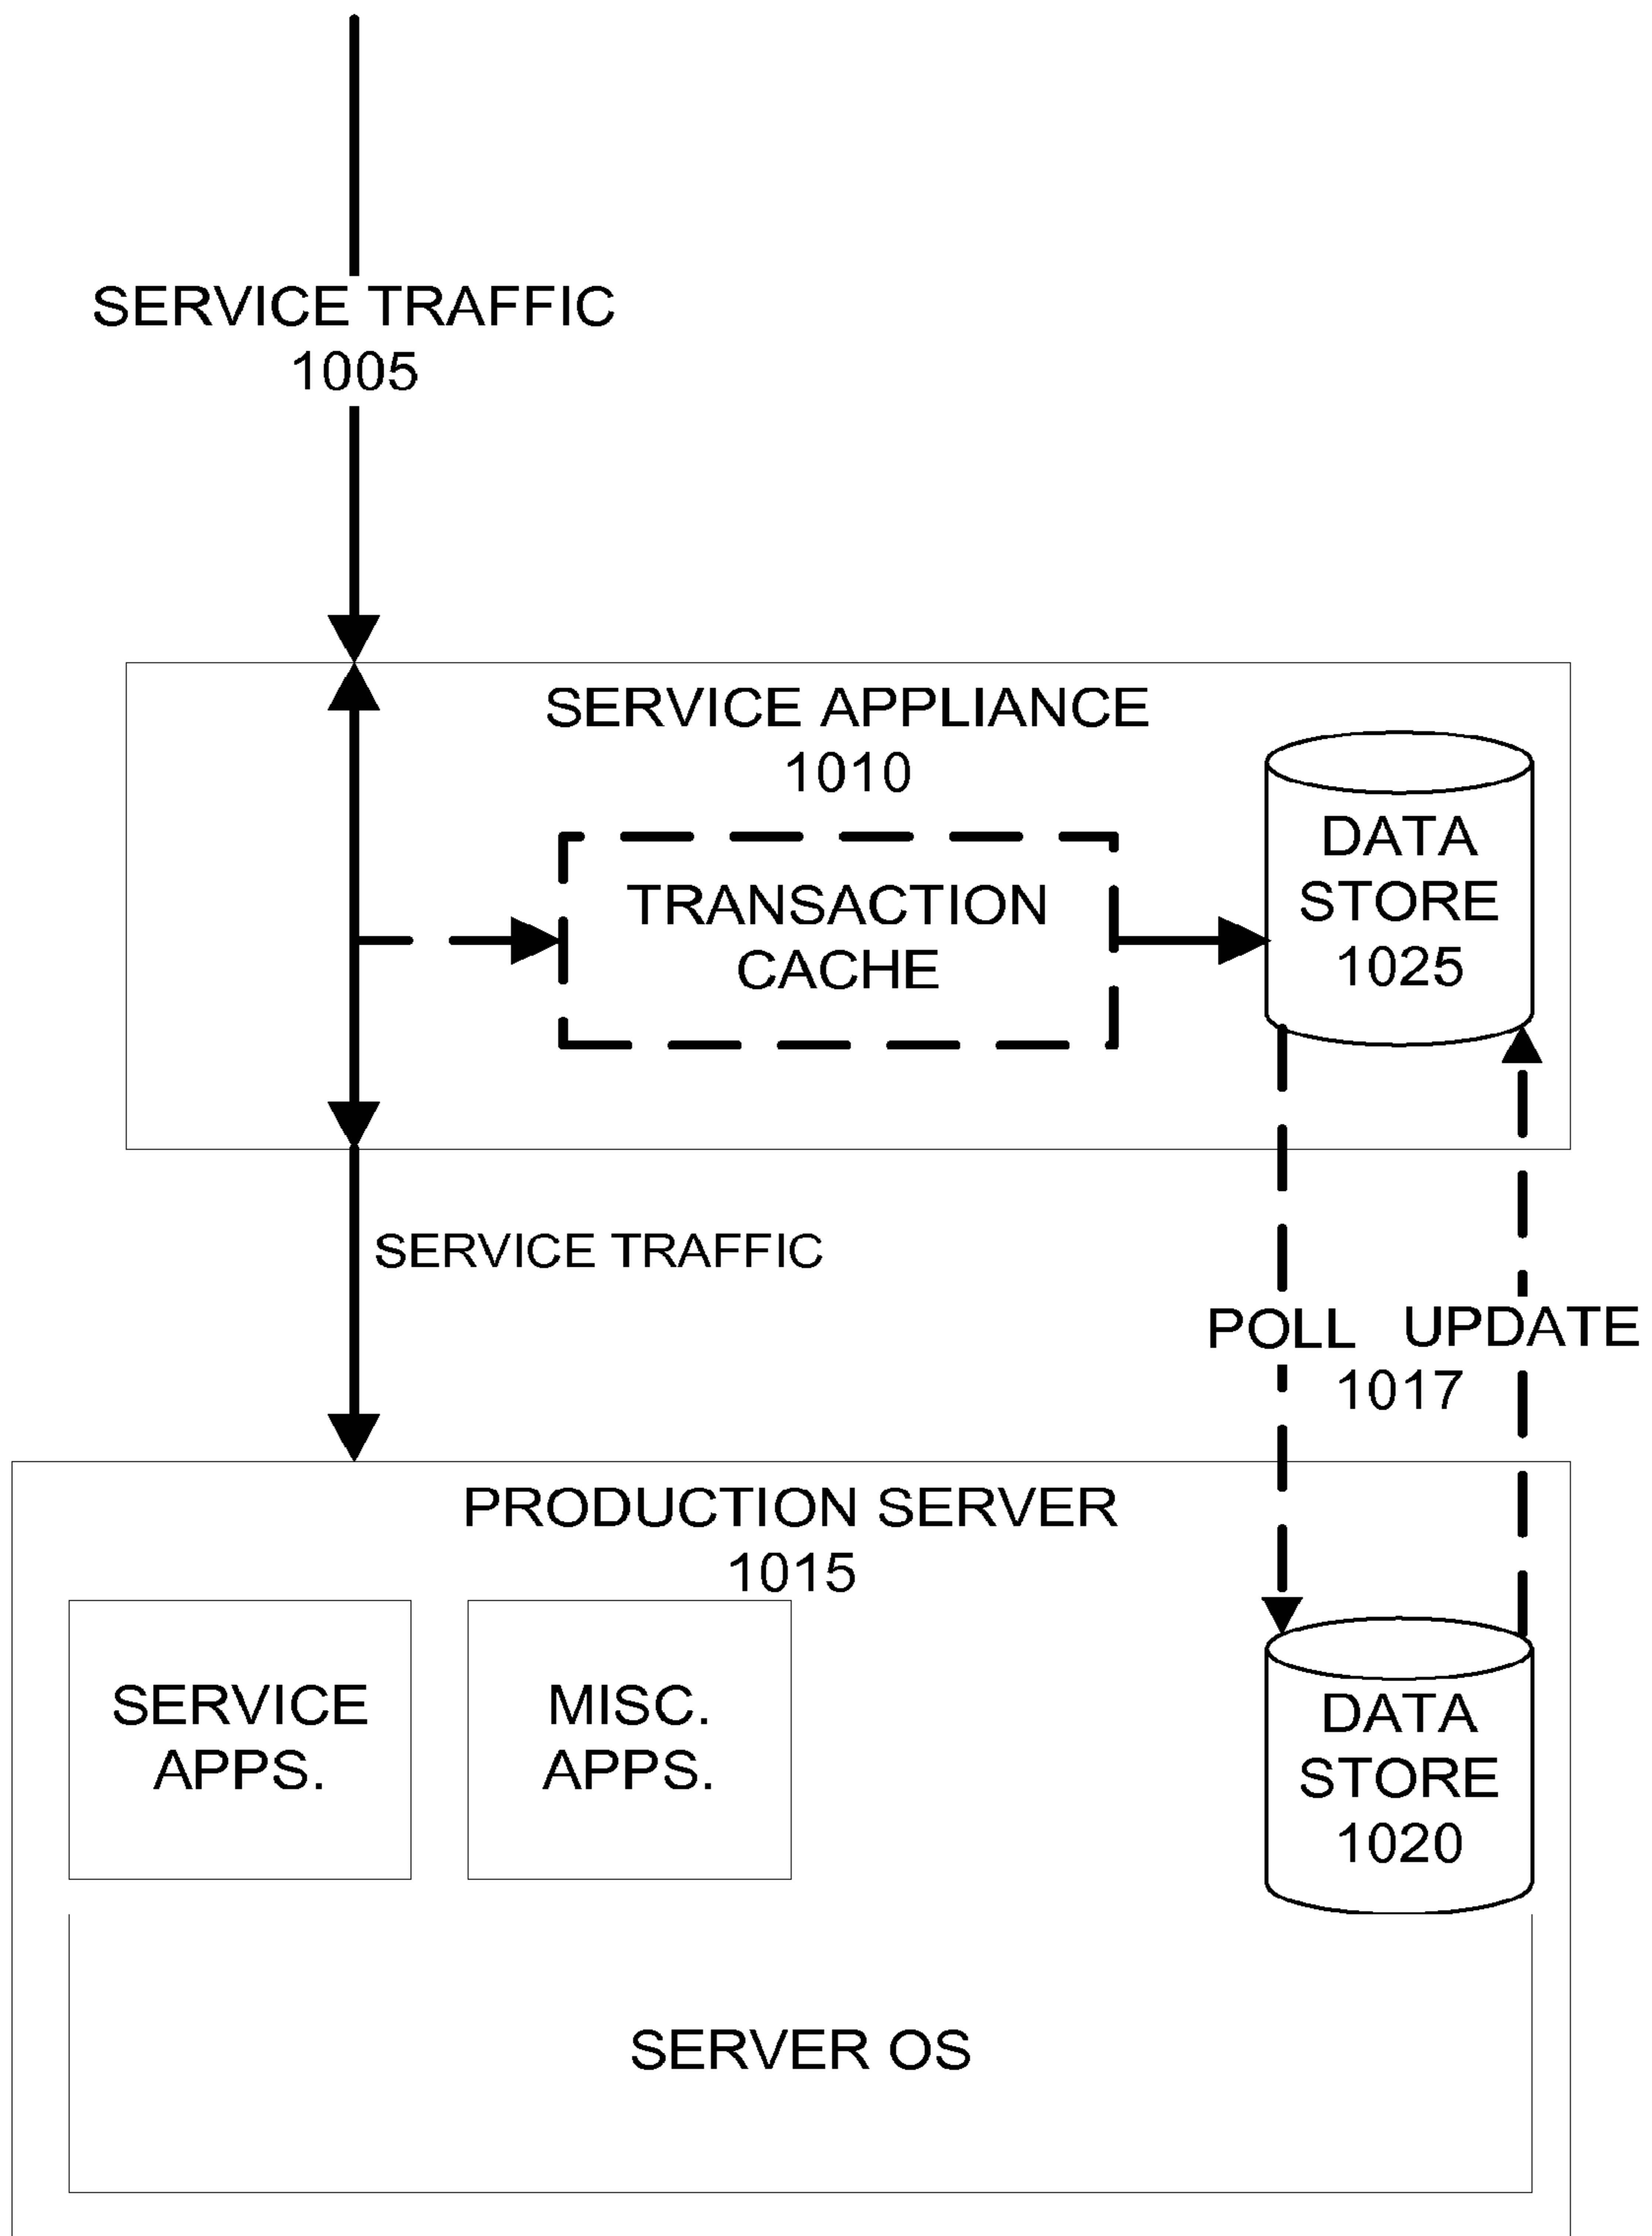 SERVICE TRAFFIC
1005
SERVICE APPLIANCE
1010
TRANSACTION
CACHE
DATA
STORE
1025
SERVICE TRAFFIC
POLL UPDATE
1017
PRODUCTION SERVER
1015
SERVICE
APPS.
MISC.
APPS.
DATA
STORE
1020
SERVER OS